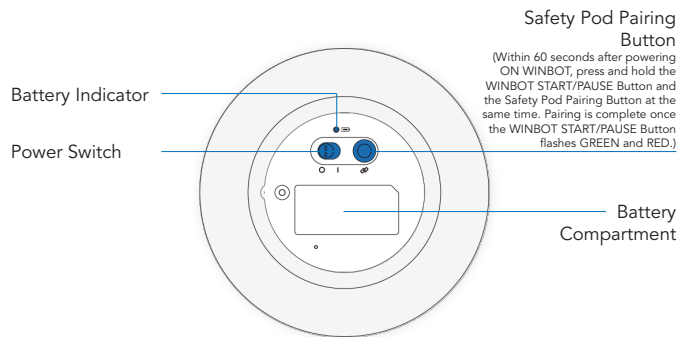 Safety Pod Pairing
Button
(Within 60 seconds after powering
ON WINBOT, press and hold the
WINBOT START/PAUSE Button and
the Safety Pod Pairing Button at the
same time. Pairing is complete once
the WINBOT START/PAUSE Button
flashes GREEN and RED.)
Battery Indicator
Power Switch
Battery
Compartment